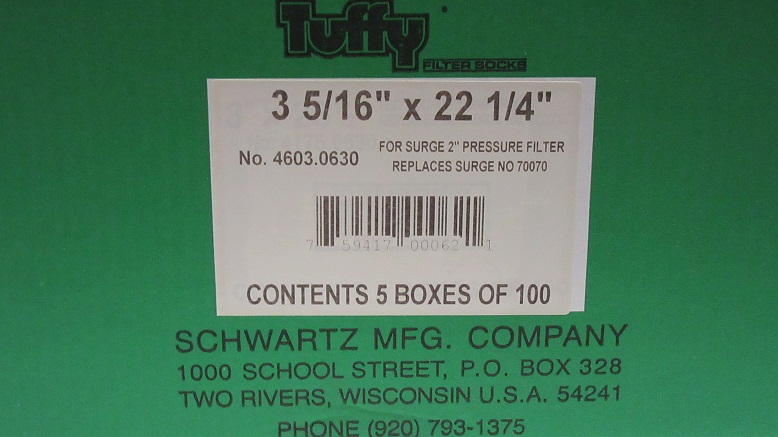 Tuffy
FILTER SOCKS
3 5/16" x 22 1/4"
No. 4603.0630
FOR SURGE 2" PRESSURE FILTER
REPLACES SURGE NO 70070
7 59417 00062 1
CONTENTS 5 BOXES OF 100
SCHWARTZ MFG. COMPANY
1000 SCHOOL STREET, P.O. BOX 328
TWO RIVERS, WISCONSIN U.S.A. 54241
PHONE (920) 793-1375